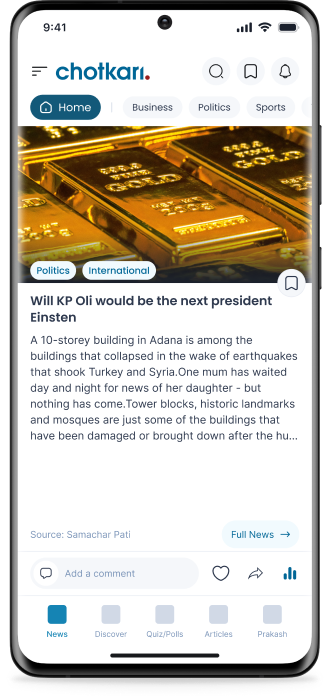 9:41
chotkari.
Home
Business
Politics
Sports
GOLD
GOLD
GOLD
Politics
International
Will KP Oli would be the next president
Einsten
A 10-storey building in Adana is among the
buildings that collapsed in the wake of earthquakes
that shook Turkey and Syria.One mum has waited
day and night for news of her daughter - but
nothing has come.Tower blocks, historic landmarks
and mosques are just some of the buildings that
have been damaged or brought down after the hu...
Source: Samachar Pati
Full News
Add a comment
News
Discover
Quiz/Polls
Articles
Prakash